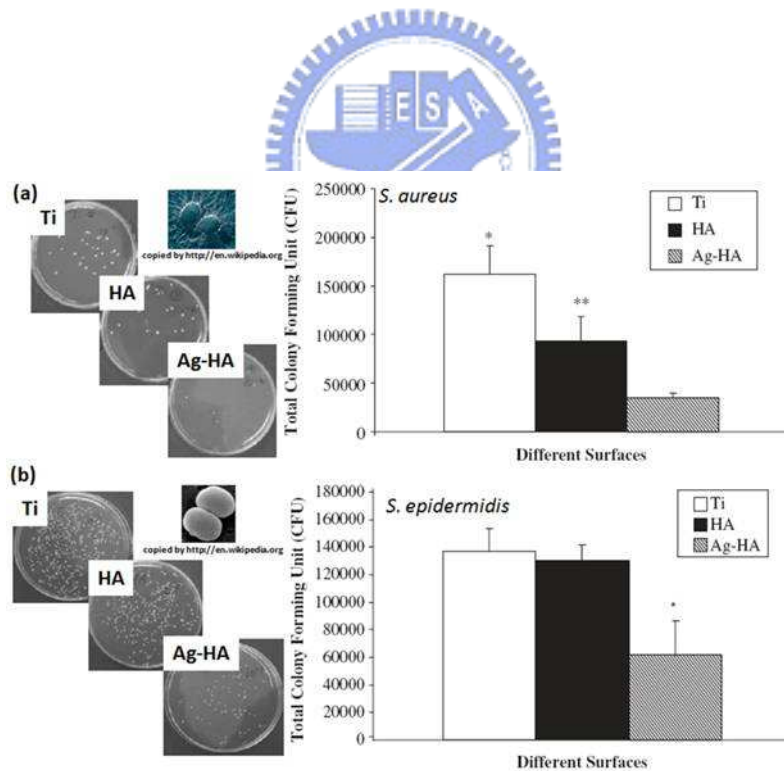 ESA
(a)
Ti
HA
Ag-HA
copied by http://en.wikipedia.org
Total Colony Forming Unit (CFU)
250000
200000
150000
100000
50000
0
S. aureus
*
**
Ti
HA
Ag-HA
Different Surfaces
(b)
Ti
HA
Ag-HA
copied by http://en.wikipedia.org
Total Colony Forming Unit (CFU)
180000
160000
140000
120000
100000
80000
60000
40000
20000
0
S. epidermidis
*
Ti
HA
Ag-HA
Different Surfaces